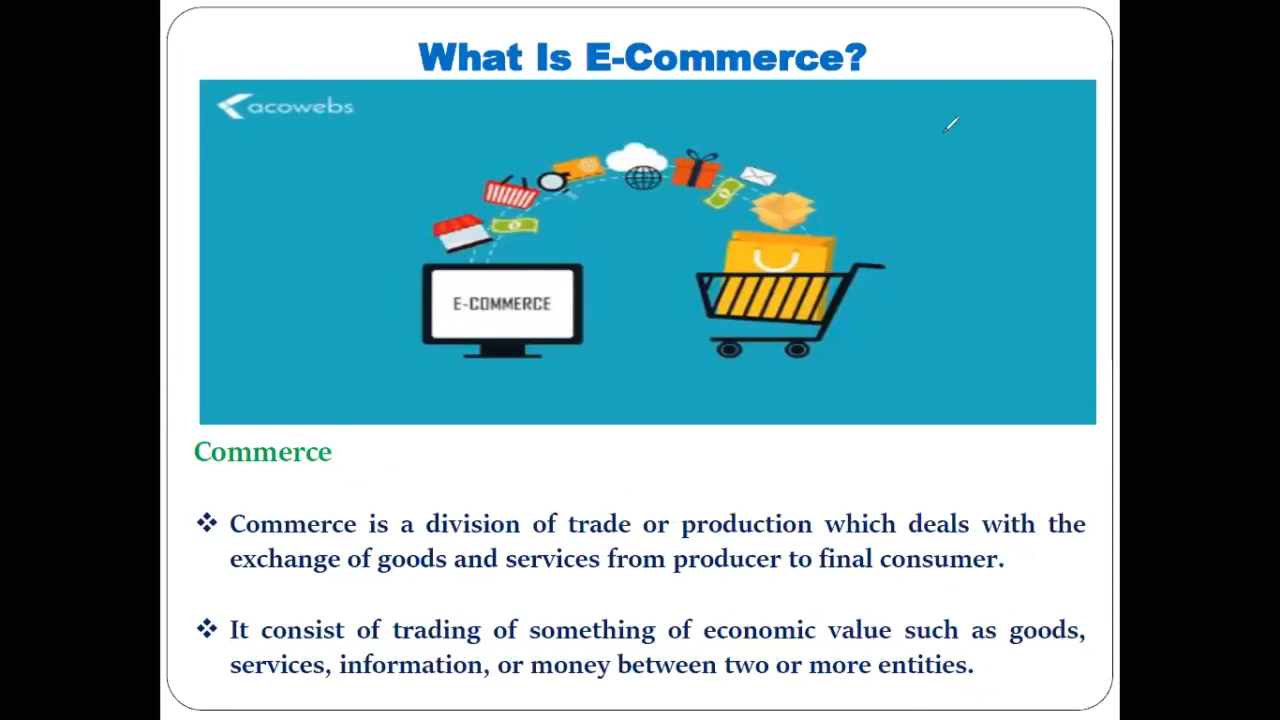 What Is E-Commerce?
acowebs
E-COMMERCE
Commerce
❖ Commerce is a division of trade or production which deals with the
exchange of goods and services from producer to final consumer.
❖ It consist of trading of something of economic value such as goods,
services, information, or money between two or more entities.